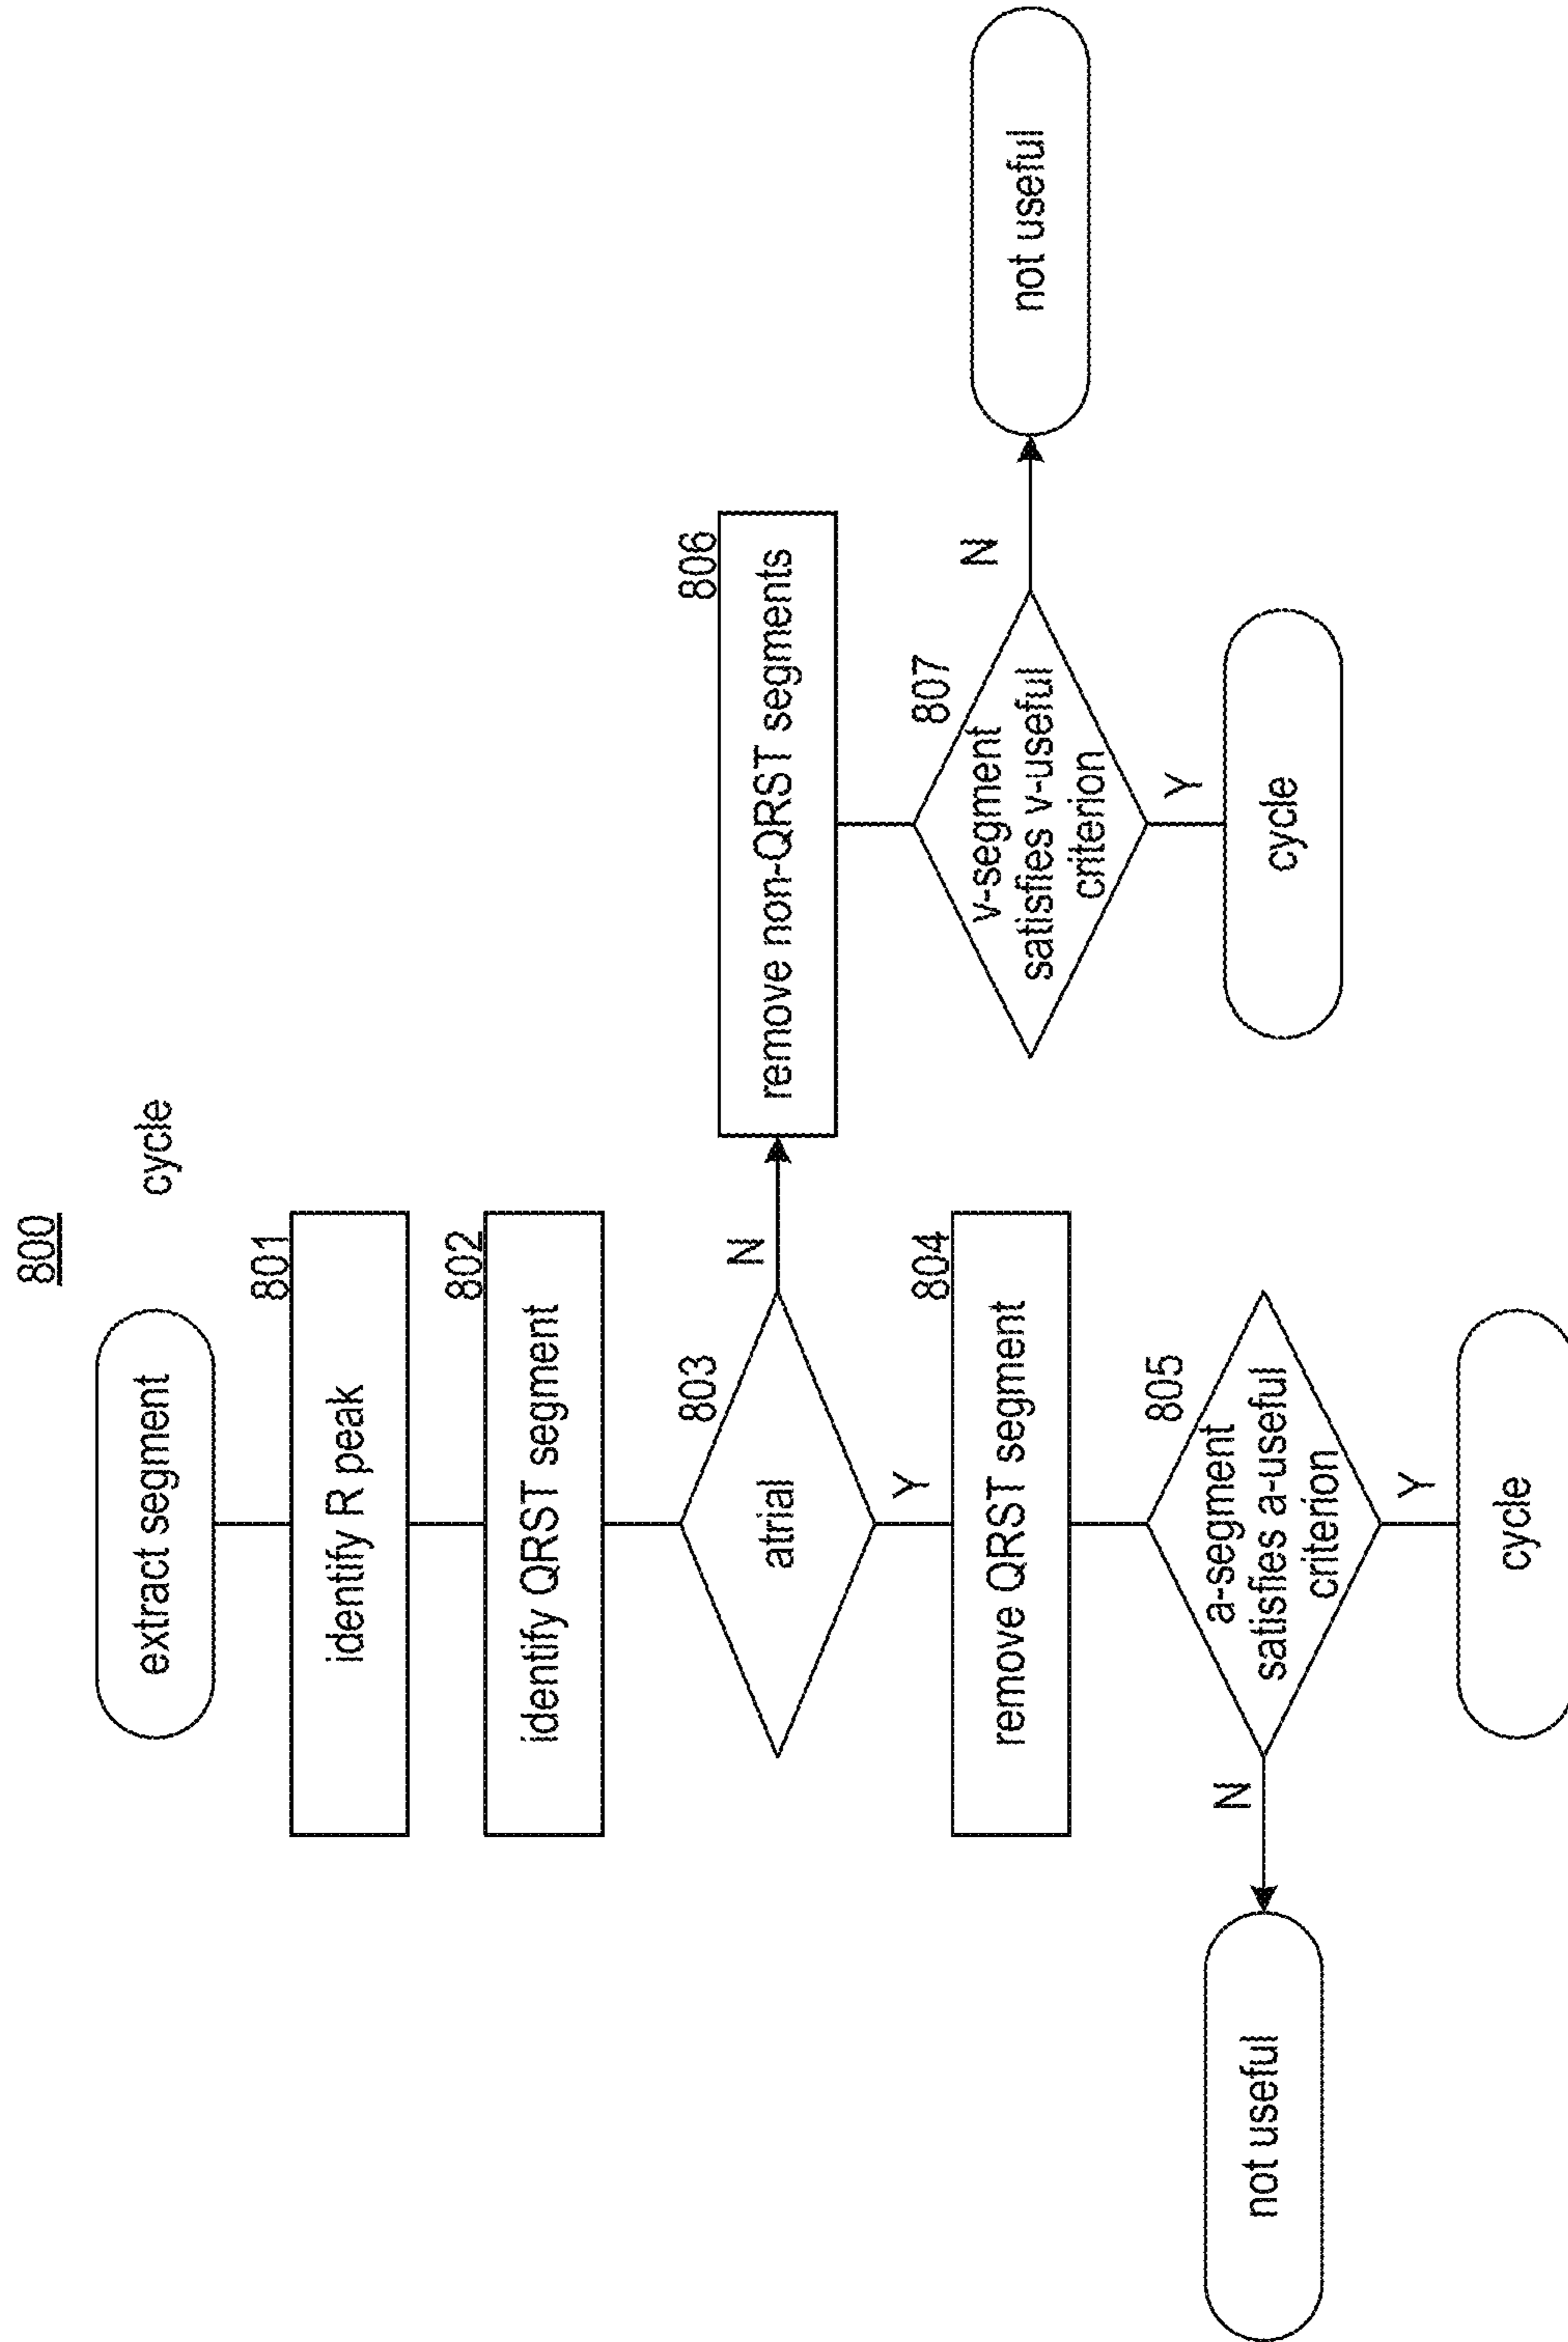 800
extract segment
cycle
801
identify R peak
802
identify QRST segment
803
atrial
N
Y
806
remove non-QRST segments
804
remove QRST segment
807
v-segment
satisfies v-useful
criterion
N
not useful
Y
cycle
805
a-segment
satisfies a-useful
criterion
N
not useful
Y
cycle